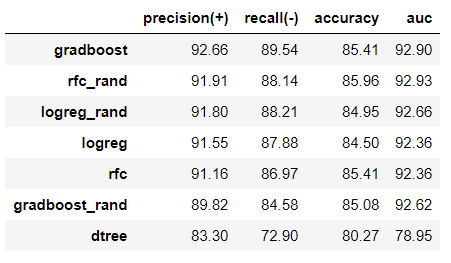 precision(+) recall(-) accuracy auc
gradboost 92.66 89.54 85.41 92.90
rfc_rand 91.91 88.14 85.96 92.93
logreg_rand 91.80 88.21 84.95 92.66
logreg 91.55 87.88 84.50 92.36
rfc 91.16 86.97 85.41 92.36
gradboost_rand 89.82 84.58 85.08 92.62
dtree 83.30 72.90 80.27 78.95